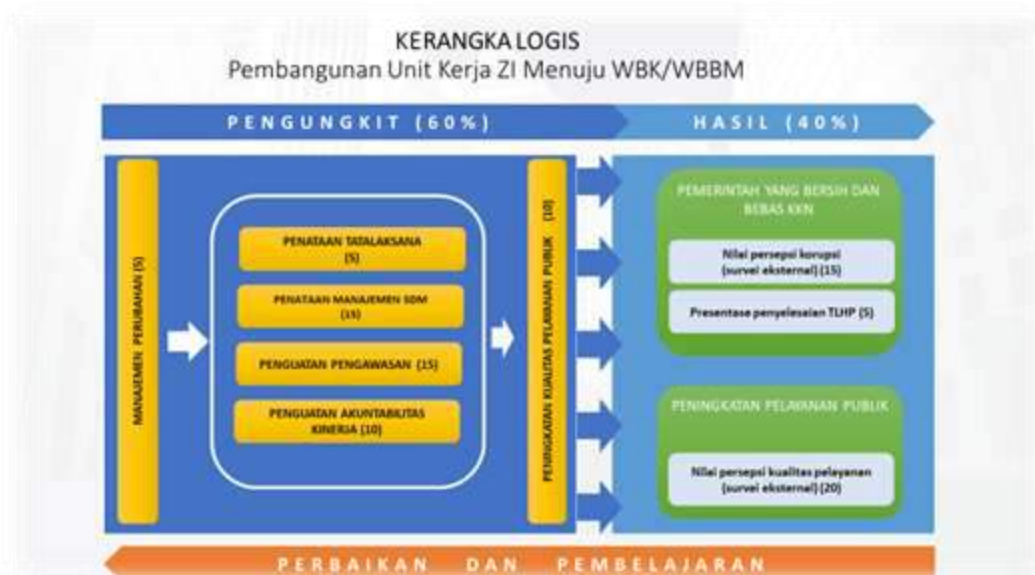 KERANGKA LOGIS
Pembangunan Unit Kerja ZI Menuju WBK/WBBM
PENGUNGKIT (60%)
HASIL (40%)
MANAJEMEN PERUBAHAN (5)
PENATAAN TATALAKSANA
(5)
PENATAAN MANAJEMEN SDM
(15)
PENGUATAN PENGAWASAN (15)
PENGUATAN AKUNTABILITAS
KINERJA (10)
PENINGKATAN KUALITAS PELAYANAN PUBLIK (10)
PEMERINTAH YANG BERSIH DAN
BEBAS KKN
Nilai persepsi korupsi
(survei eksternal) (15)
Presentase penyelesaian TLHP (5)
PENINGKATAN PELAYANAN PUBLIK
Nilai persepsi kualitas pelayanan
(survei eksternal) (20)
PERBAIKAN DAN PEMBELAJARAN